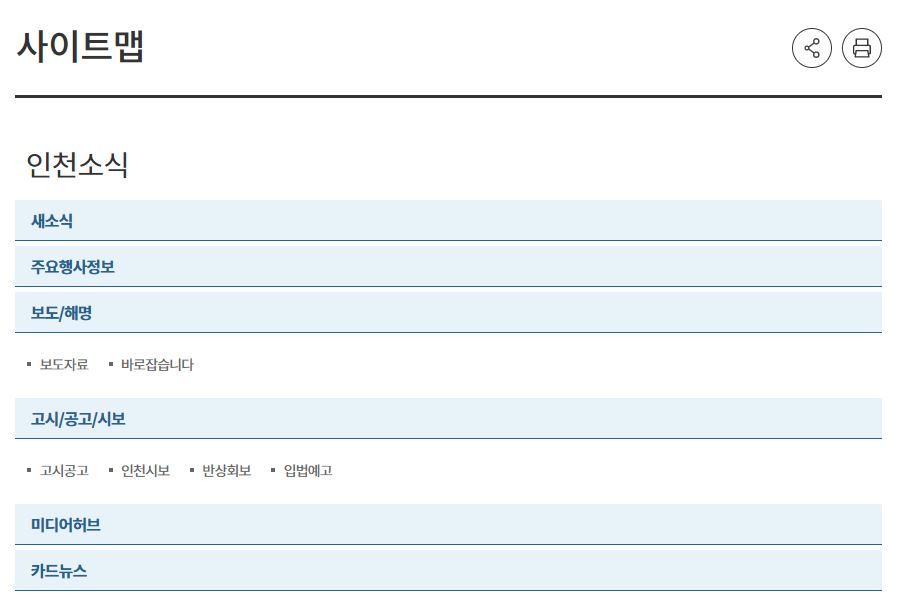 사이트맵
인천소식
새소식
주요행사정보
보도/해명
보도자료 바로잡습니다
고시/공고/시보
고시공고 인천시보 반상회보 입법예고
미디어허브
카드뉴스